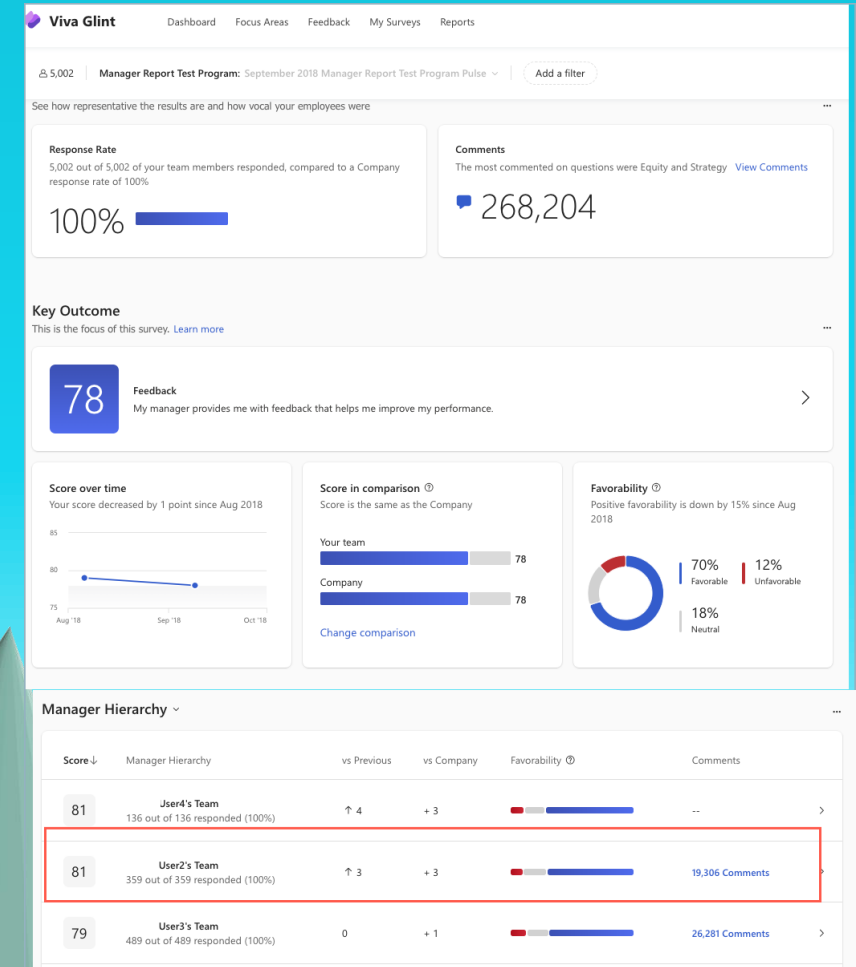 Viva Glint
Dashboard Focus Areas Feedback My Surveys Reports
5,002 Manager Report Test Program: September 2018 Manager Report Test Program Pulse Add a filter
See how representative the results are and how vocal your employees were
Response Rate
5,002 out of 5,002 of your team members responded, compared to a Company
response rate of 100%
100%
Comments
The most commented on questions were Equity and Strategy View Comments
268,204
Key Outcome
This is the focus of this survey. Learn more
78
Feedback
My manager provides me with feedback that helps me improve my performance.
Score over time
Your score decreased by 1 point since Aug 2018
85
80
75
Aug '18 Sep '18 Oct '18
Score in comparison
Score is the same as the Company
Your team
78
Company
78
Change comparison
Favorability
Positive favorability is down by 15% since Aug
2018
70%
Favorable
12%
Unfavorable
18%
Neutral
Manager Hierarchy
Score↓ Manager Hierarchy vs Previous vs Company Favorability Comments
81 User4's Team ↑ 4 + 3 --
136 out of 136 responded (100%)
81 User2's Team ↑ 3 + 3 19,306 Comments
359 out of 359 responded (100%)
79 User3's Team 0 + 1 26,281 Comments
489 out of 489 responded (100%)